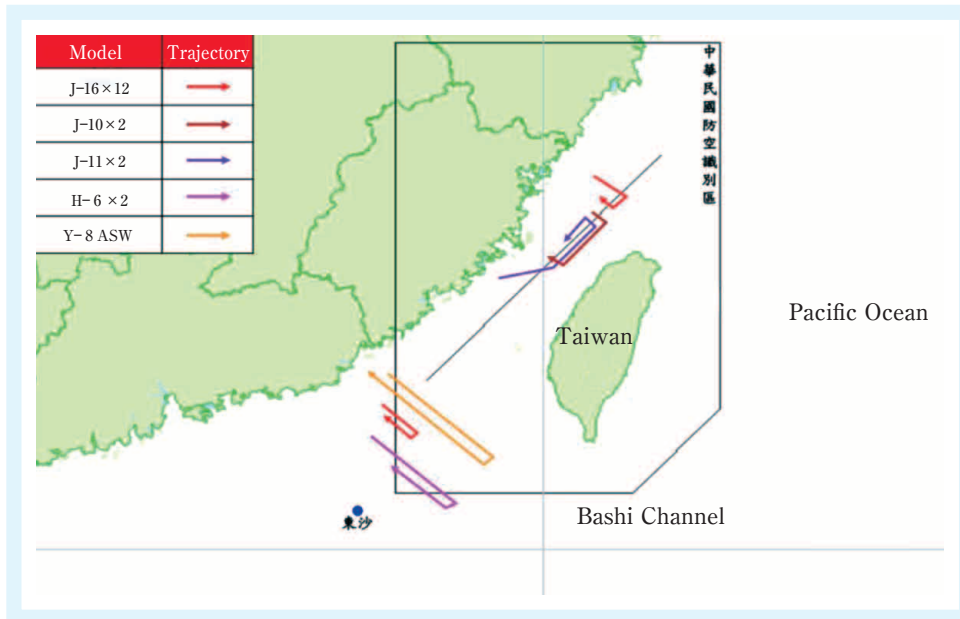 Model Trajectory
J-16×12
J-10×2
J-11×2
H-6 ×2
Y-8 ASW
中華民國防空識別區
Taiwan
Pacific Ocean
Bashi Channel
東沙